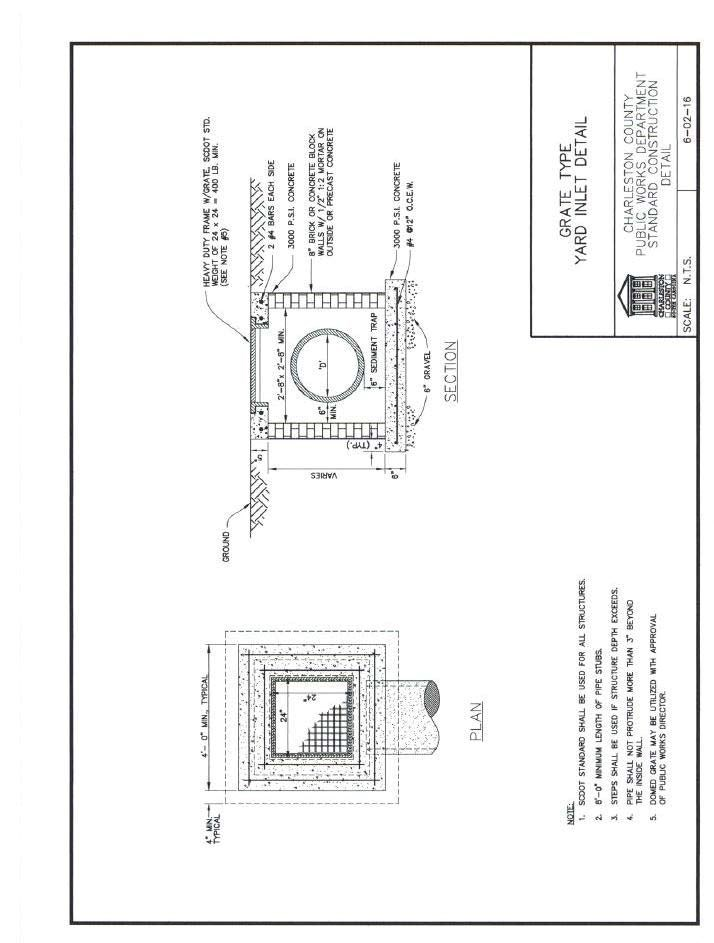 4'- 0" MIN., TYPICAL
4" MIN.
TYPICAL
24"
24"
PLAN
GROUND
HEAVY DUTY FRAME W/GRATE, SCDOT STD.
WEIGHT OF 24 x 24 = 400 LB. MIN.
2 #4 BARS EACH SIDE
3000 P.S.I. CONCRETE
8" BRICK OR CONCRETE BLOCK
WALLS W/ 1/2" 1:2 MORTAR ON
OUTSIDE OR PRECAST CONCRETE
3000 P.S.I. CONCRETE
#4 @12" O.C.E.W.
5"
VARIES
6"
4" (TYP.)
2'-8"x 2'-8" MIN.
'D'
6"
MIN.
6" SEDIMENT TRAP
6" GRAVEL
SECTION
NOTE:
1. SCDOT STANDARD SHALL BE USED FOR ALL STRUCTURES.
2. 6'-0" MINIMUM LENGTH OF PIPE STUBS.
3. STEPS SHALL BE USED IF STRUCTURE DEPTH EXCEEDS.
4. PIPE SHALL NOT PROTRUDE MORE THAN 3" BEYOND
THE INSIDE WALL.
5. DOMED GRATE MAY BE UTILIZED WITH APPROVAL
OF PUBLIC WORKS DIRECTOR.
GRATE TYPE
YARD INLET DETAIL
CHARLESTON
COUNTY
CHARLESTON COUNTY
PUBLIC WORKS DEPARTMENT
STANDARD CONSTRUCTION
DETAIL
SCALE: N.T.S.
6-02-16